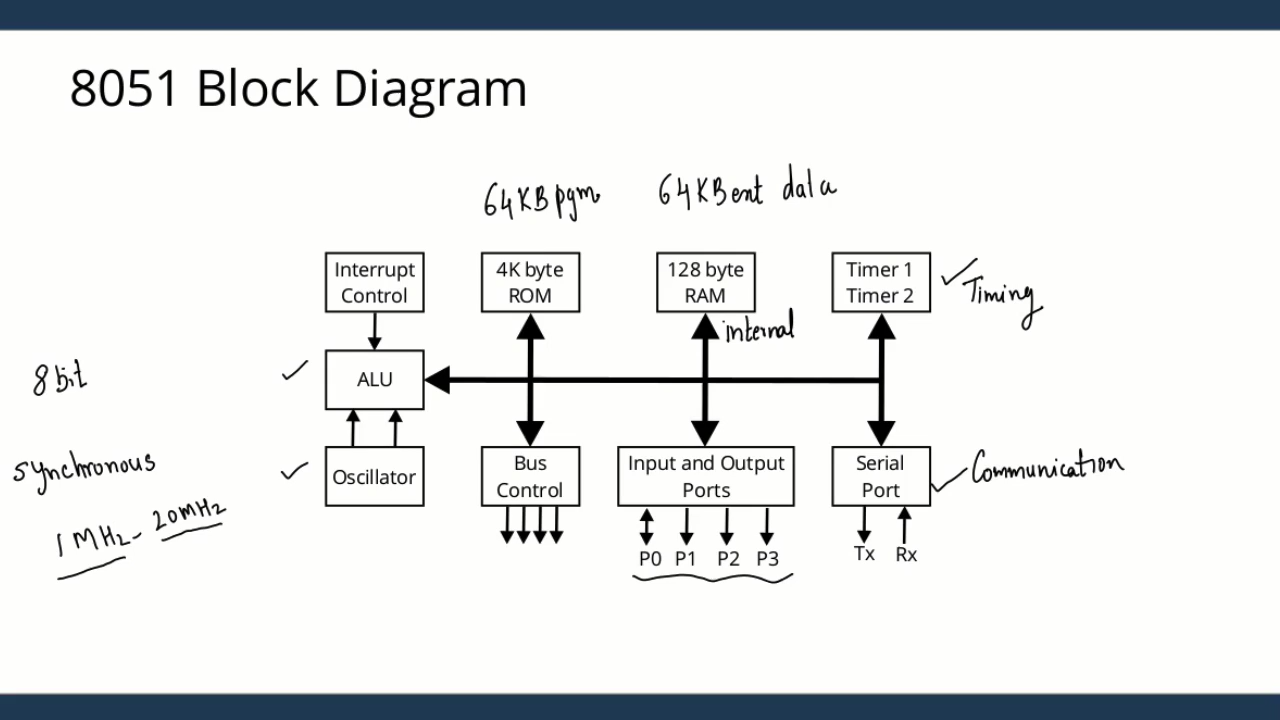 8051 Block Diagram
64KB pgm.
64KB ext data
Interrupt
Control
4K byte
ROM
128 byte
RAM
Timer 1
Timer 2
Timing
internal
8 bit
ALU
synchronous
Oscillator
Bus
Control
Input and Output
Ports
Serial
Port
Communication
1 MHz - 20MHz
P0 P1 P2 P3
Tx Rx